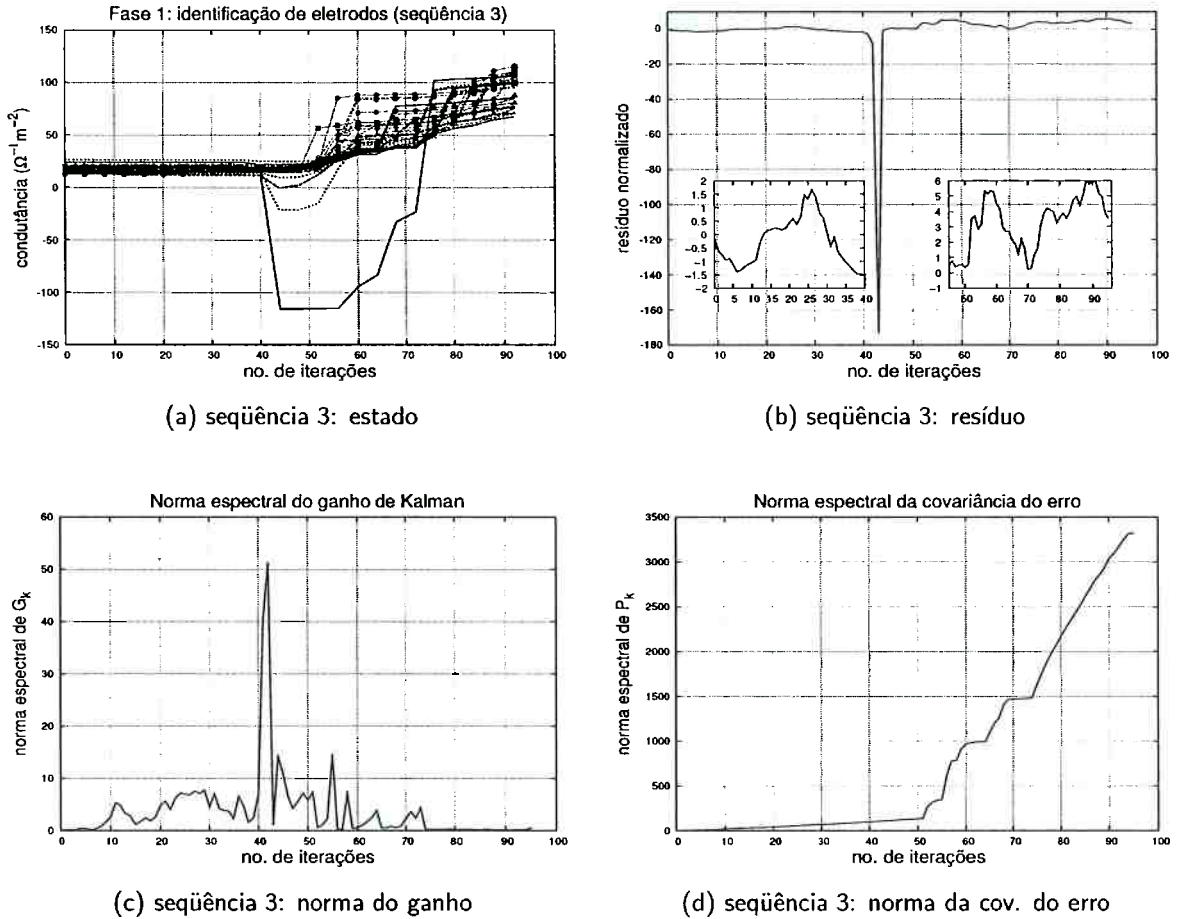 Fase 1: identificação de eletrodos (seqüência 3)
150
100
50
0
-50
-100
-150
condutância (Ω⁻¹m⁻²)
0 10 20 30 40 50 60 70 80 90 100
no. de iterações
(a) seqüência 3: estado
0
-20
-40
-60
-80
-100
-120
-140
-160
-180
resíduo normalizado
2
1.5
1
0.5
0
-0.5
-1
-1.5
-2
0 5 10 15 20 25 30 35 40
6
5
4
3
2
1
0
-1
50 60 70 80 90
0 10 20 30 40 50 60 70 80 90 100
no. de iterações
(b) seqüência 3: resíduo
Norma espectral do ganho de Kalman
60
50
40
30
20
10
0
norma espectral de G_k
0 10 20 30 40 50 60 70 80 90 100
no. de iterações
(c) seqüência 3: norma do ganho
Norma espectral da covariância do erro
3500
3000
2500
2000
1500
1000
500
0
norma espectral de P_k
0 10 20 30 40 50 60 70 80 90 100
no. de iterações
(d) seqüência 3: norma da cov. do erro